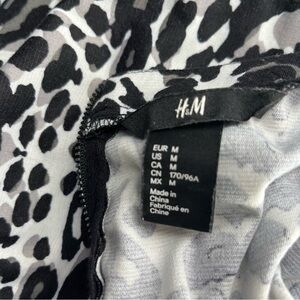 H&M
EUR M
US M
CA M
CN 170/96A
MX M
Made in
China
Fabriqué en
Chine